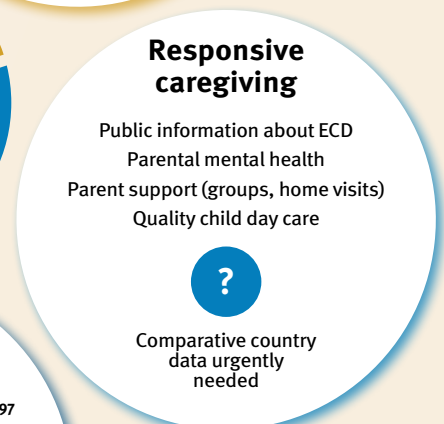 Responsive
caregiving
Public information about ECD
Parental mental health
Parent support (groups, home visits)
Quality child day care
?
Comparative country
data urgently
needed
97